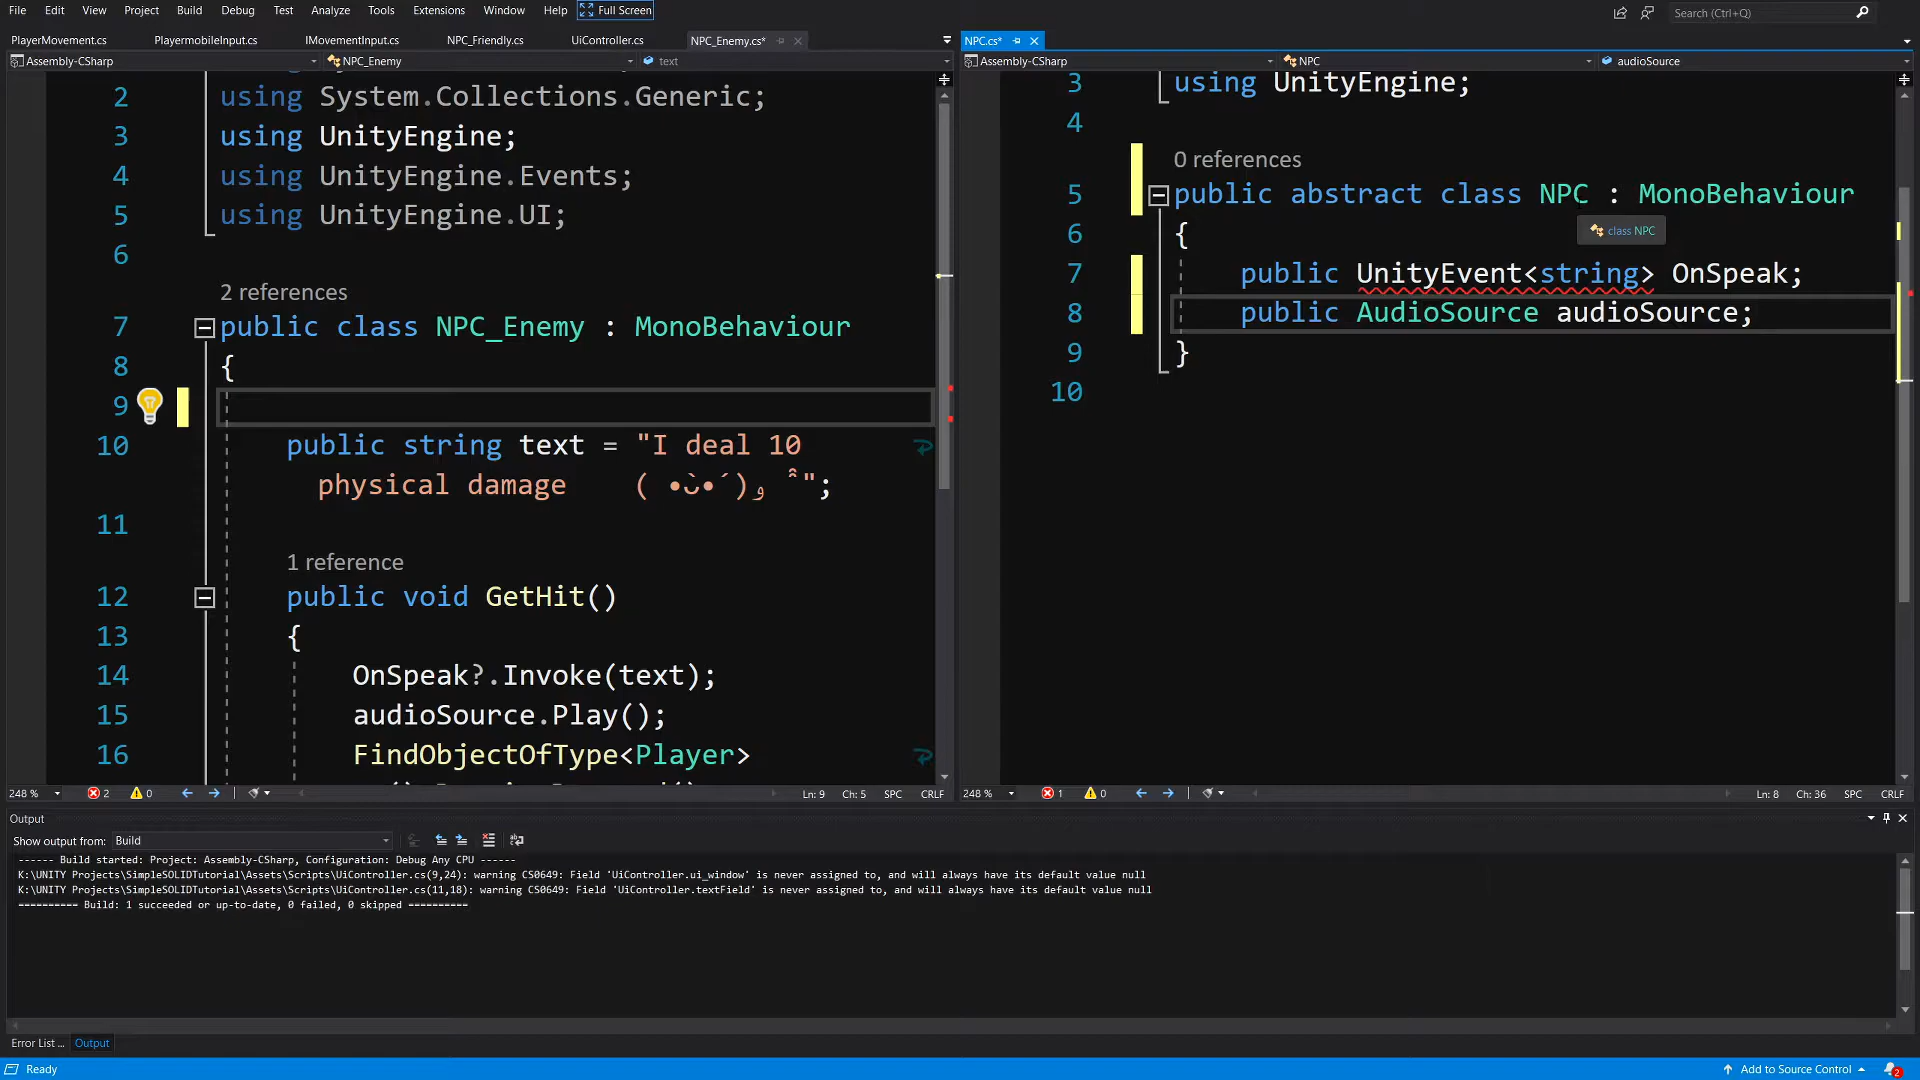 File Edit View Project Build Debug Test Analyze Tools Extensions Window Help Full Screen Search (Ctrl+Q)
PlayerMovement.cs PlayermobileInput.cs IMovementInput.cs NPC_Friendly.cs UiController.cs NPC_Enemy.cs*
Assembly-CSharp NPC_Enemy text
2 using System.Collections.Generic;
3 using UnityEngine;
4 using UnityEngine.Events;
5 using UnityEngine.UI;
6
2 references
7 public class NPC_Enemy : MonoBehaviour
8 {
9
10 public string text = "I deal 10
physical damage ( •̀ᴗ•́ )و ̑̑";
11
1 reference
12 public void GetHit()
13 {
14 OnSpeak?.Invoke(text);
15 audioSource.Play();
16 FindObjectOfType<Player>
248 % 2 0 Ln: 9 Ch: 5 SPC CRLF
NPC.cs*
Assembly-CSharp NPC audioSource
3 using UnityEngine;
4
0 references
5 public abstract class NPC : MonoBehaviour
class NPC
6 {
7 public UnityEvent<string> OnSpeak;
8 public AudioSource audioSource;
9 }
10
248 % 1 0 Ln: 8 Ch: 36 SPC CRLF
Output
Show output from: Build
------ Build started: Project: Assembly-CSharp, Configuration: Debug Any CPU ------
K:\UNITY Projects\SimpleSOLIDTutorial\Assets\Scripts\UiController.cs(9,24): warning CS0649: Field 'UiController.ui_window' is never assigned to, and will always have its default value null
K:\UNITY Projects\SimpleSOLIDTutorial\Assets\Scripts\UiController.cs(11,18): warning CS0649: Field 'UiController.textField' is never assigned to, and will always have its default value null
========== Build: 1 succeeded or up-to-date, 0 failed, 0 skipped ==========
Error List ... Output
Ready Add to Source Control 2